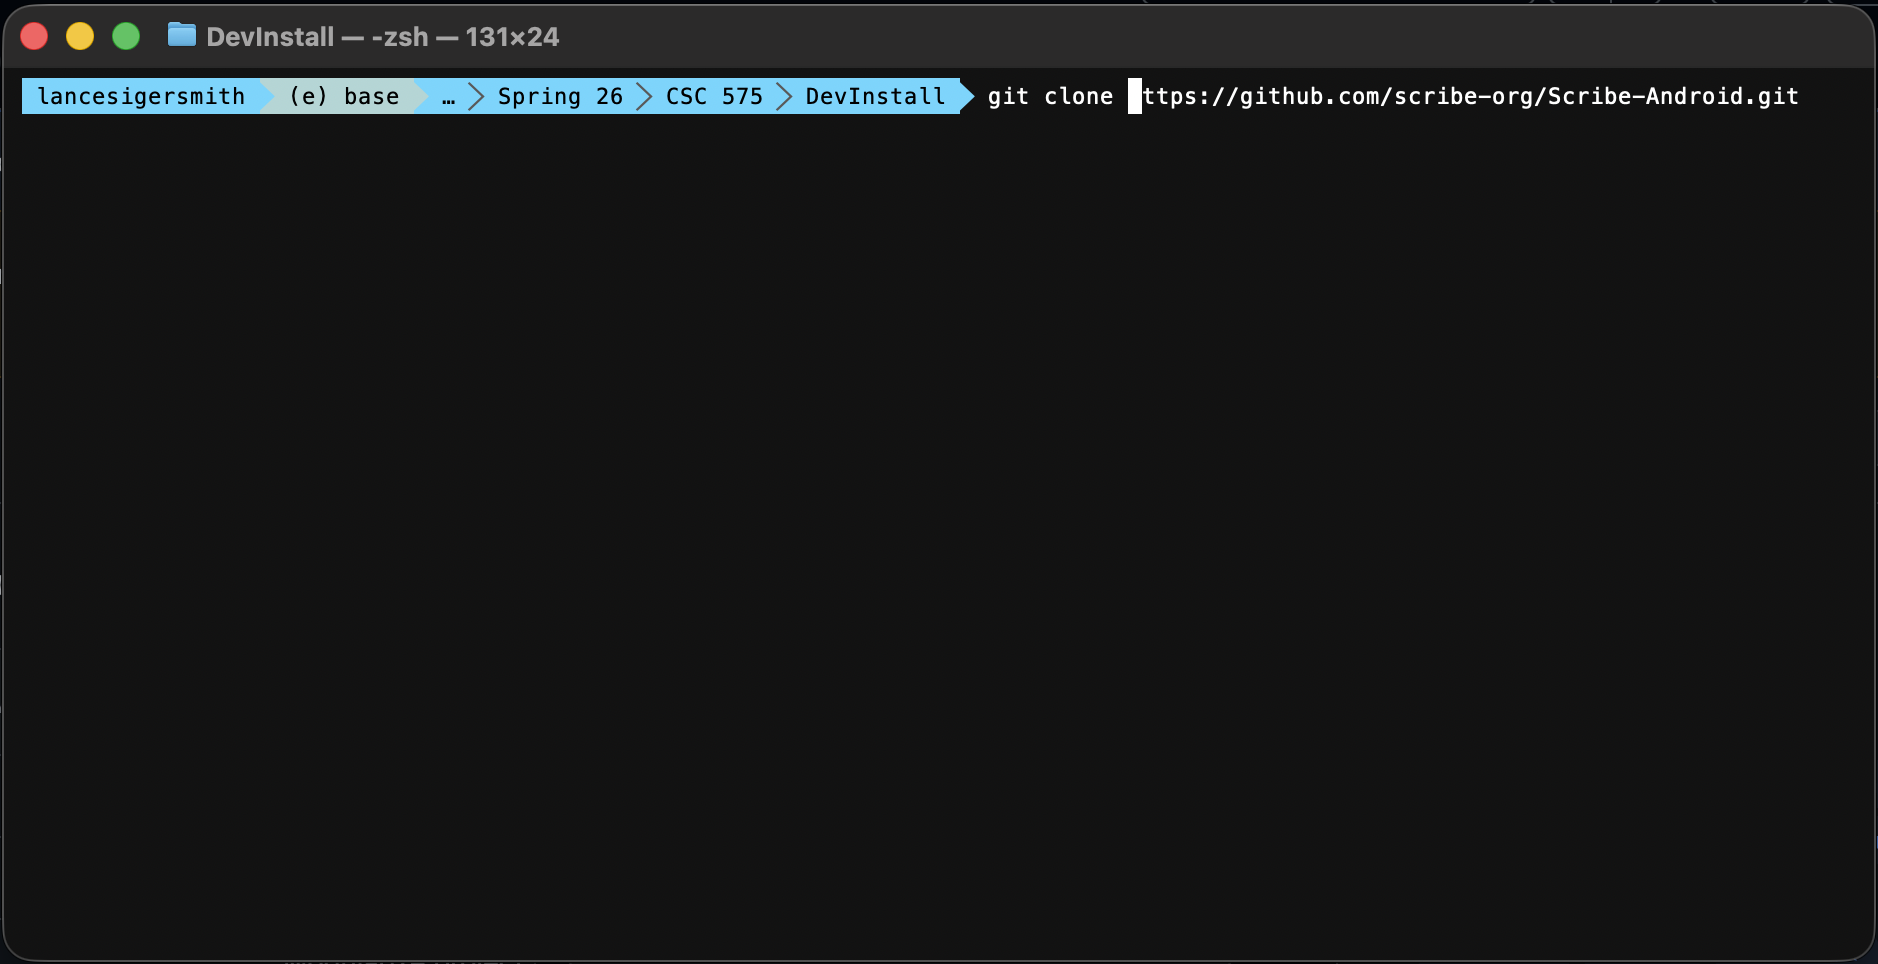 DevInstall — -zsh — 131×24
lancesigersmith (e) base … Spring 26 CSC 575 DevInstall git clone ttps://github.com/scribe-org/Scribe-Android.git